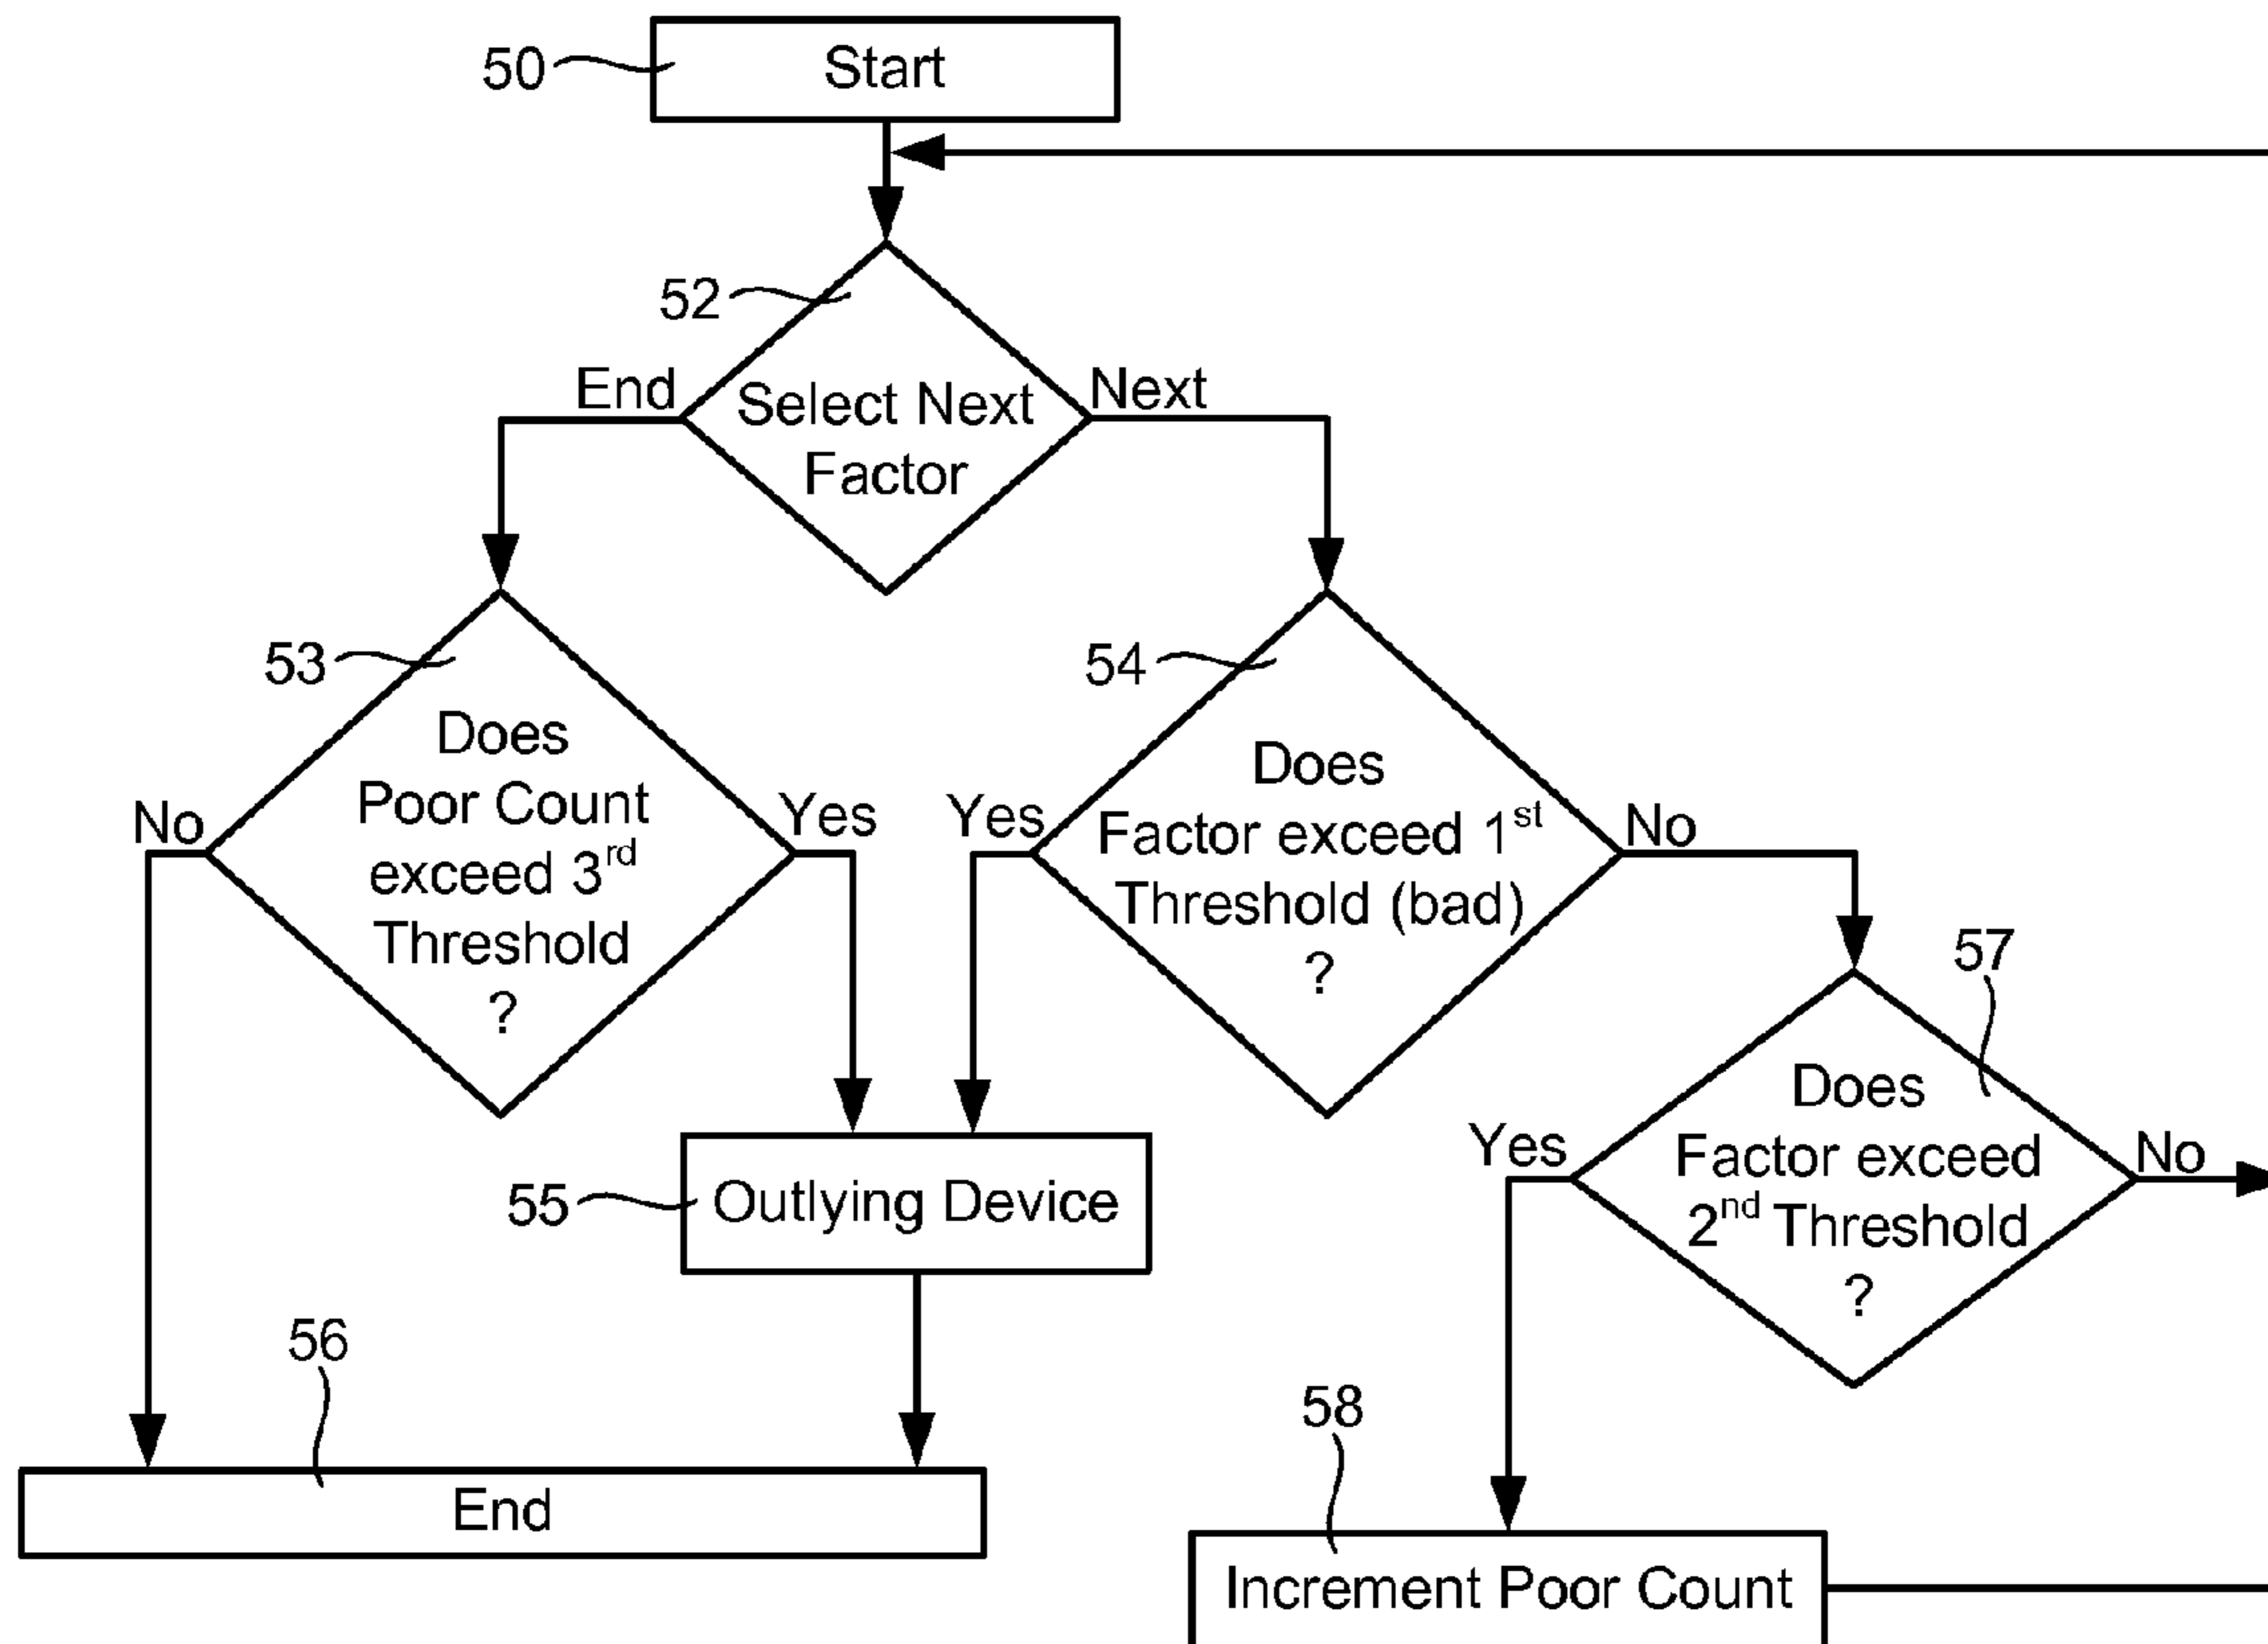 50
Start
52
End
Select Next
Factor
Next
53
Does
Poor Count
exceed 3rd
Threshold
?
No
Yes
54
Does
Factor exceed 1st
Threshold (bad)
?
Yes
No
57
Does
Factor exceed
2nd Threshold
?
Yes
No
55
Outlying Device
56
End
58
Increment Poor Count